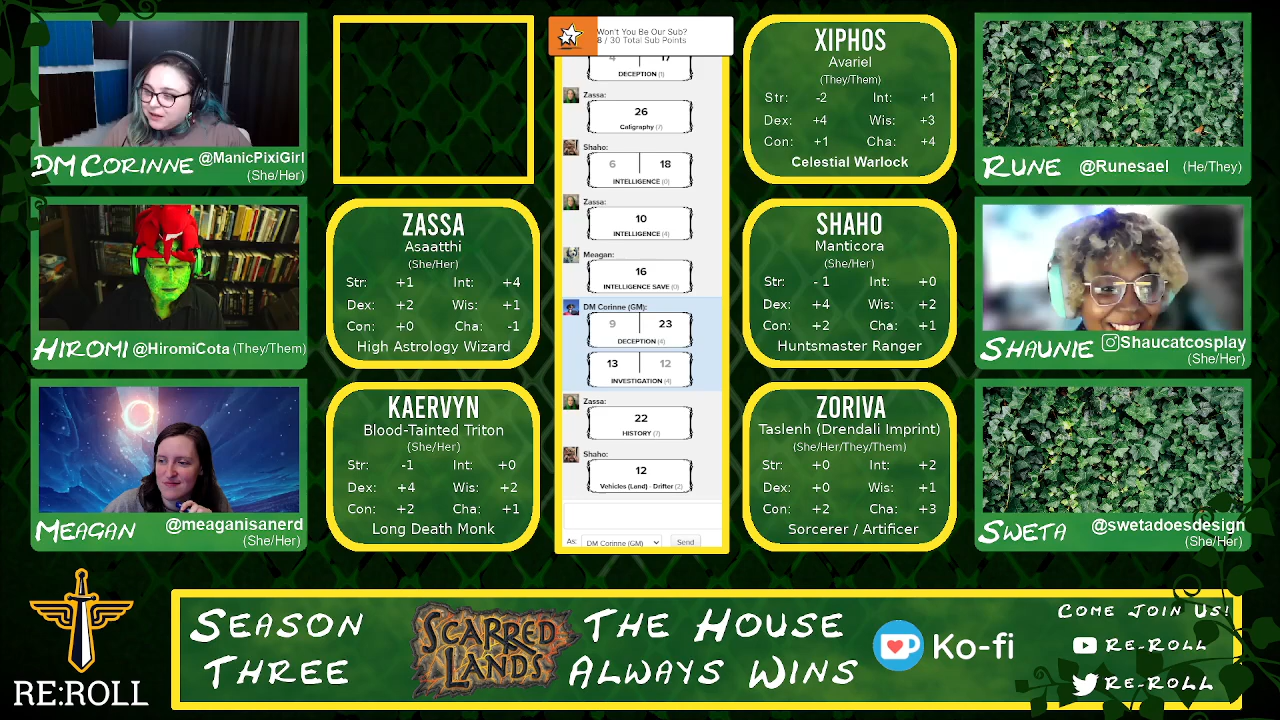 DM CORINNE @ManicPixiGirl
(She/Her)
HIROMI @HiromiCota (They/Them)
MEAGAN @meaganisanerd
(She/Her)
ZASSA
Asaatthi
(She/Her)
Str: +1 Int: +4
Dex: +2 Wis: +1
Con: +0 Cha: -1
High Astrology Wizard
KAERVYN
Blood-Tainted Triton
(She/Her)
Str: -1 Int: +0
Dex: +4 Wis: +2
Con: +2 Cha: +1
Long Death Monk
Won't You Be Our Sub?
8 / 30 Total Sub Points
4 17
DECEPTION (1)
Zassa:
26
Caligraphy (7)
Shaho:
6 18
INTELLIGENCE (0)
Zassa:
10
INTELLIGENCE (4)
Meagan:
16
INTELLIGENCE SAVE (0)
DM Corinne (GM):
9 23
DECEPTION (4)
13 12
INVESTIGATION (4)
Zassa:
22
HISTORY (7)
Shaho:
12
Vehicles (Land) - Drifter (2)
As: DM Corinne (GM) Send
XIPHOS
Avariel
(They/Them)
Str: -2 Int: +1
Dex: +4 Wis: +3
Con: +1 Cha: +4
Celestial Warlock
SHAHO
Manticora
(She/Her)
Str: - 1 Int: +0
Dex: +4 Wis: +2
Con: +2 Cha: +1
Huntsmaster Ranger
ZORIVA
Taslenh (Drendali Imprint)
(She/Her/They/Them)
Str: +0 Int: +2
Dex: +0 Wis: +1
Con: +2 Cha: +3
Sorcerer / Artificer
RUNE @Runesael (He/They)
SHAUNIE Shaucatcosplay
(She/Her)
SWETA @swetadoesdesign
(She/Her)
RE:ROLL
SEASON
THREE
SCARRED
LANDS
THE HOUSE
ALWAYS WINS
Ko-fi
COME JOIN US!
RE-ROLL
RE-ROLL